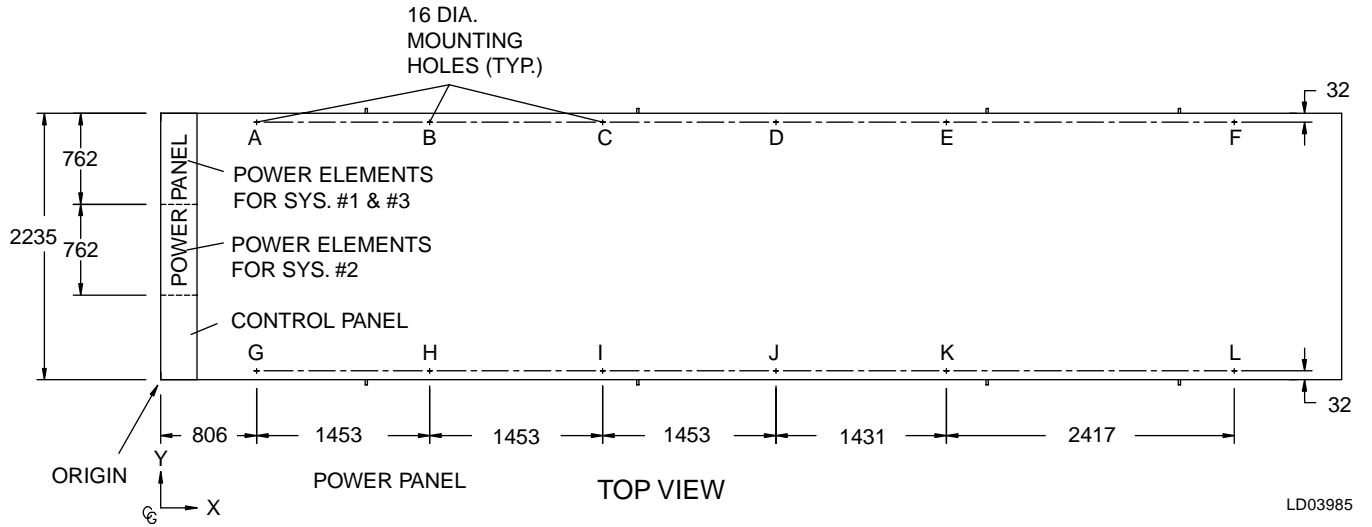 16 DIA.
MOUNTING
HOLES (TYP.)
32
A B C D E F
762
POWER PANEL
POWER ELEMENTS
FOR SYS. #1 & #3
2235
762
POWER ELEMENTS
FOR SYS. #2
CONTROL PANEL
G H I J K L
32
806 1453 1453 1453 1431 2417
ORIGIN
Y
X
CG
POWER PANEL
TOP VIEW
LD03985